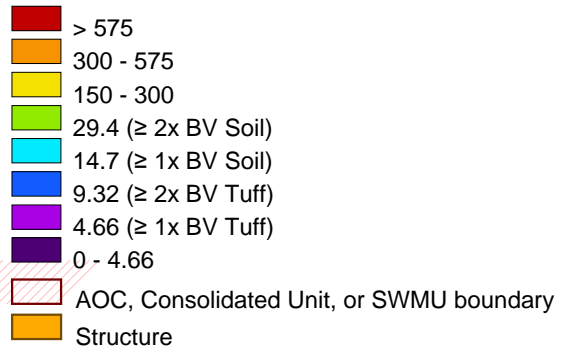 > 575
300 - 575
150 - 300
29.4 (≥ 2x BV Soil)
14.7 (≥ 1x BV Soil)
9.32 (≥ 2x BV Tuff)
4.66 (≥ 1x BV Tuff)
0 - 4.66
AOC, Consolidated Unit, or SWMU boundary
Structure